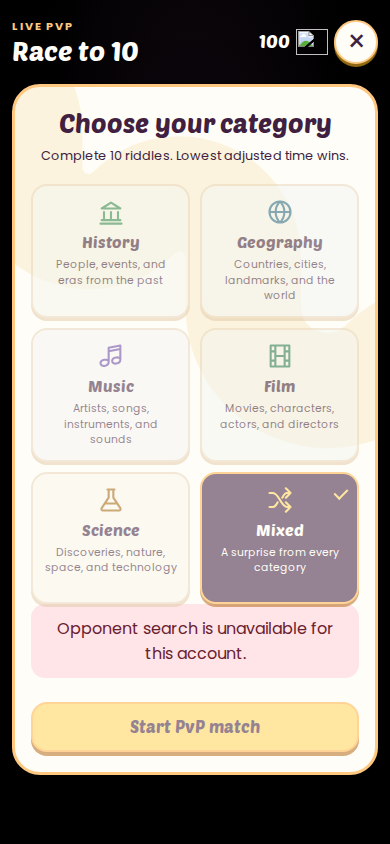 LIVE PVP
Race to 10
100
Choose your category
Complete 10 riddles. Lowest adjusted time wins.
History
People, events, and
eras from the past
Geography
Countries, cities,
landmarks, and the
world
Music
Artists, songs,
instruments, and
sounds
Film
Movies, characters,
actors, and directors
Science
Discoveries, nature,
space, and technology
Mixed
A surprise from every
category
Opponent search is unavailable for
this account.
Start PvP match